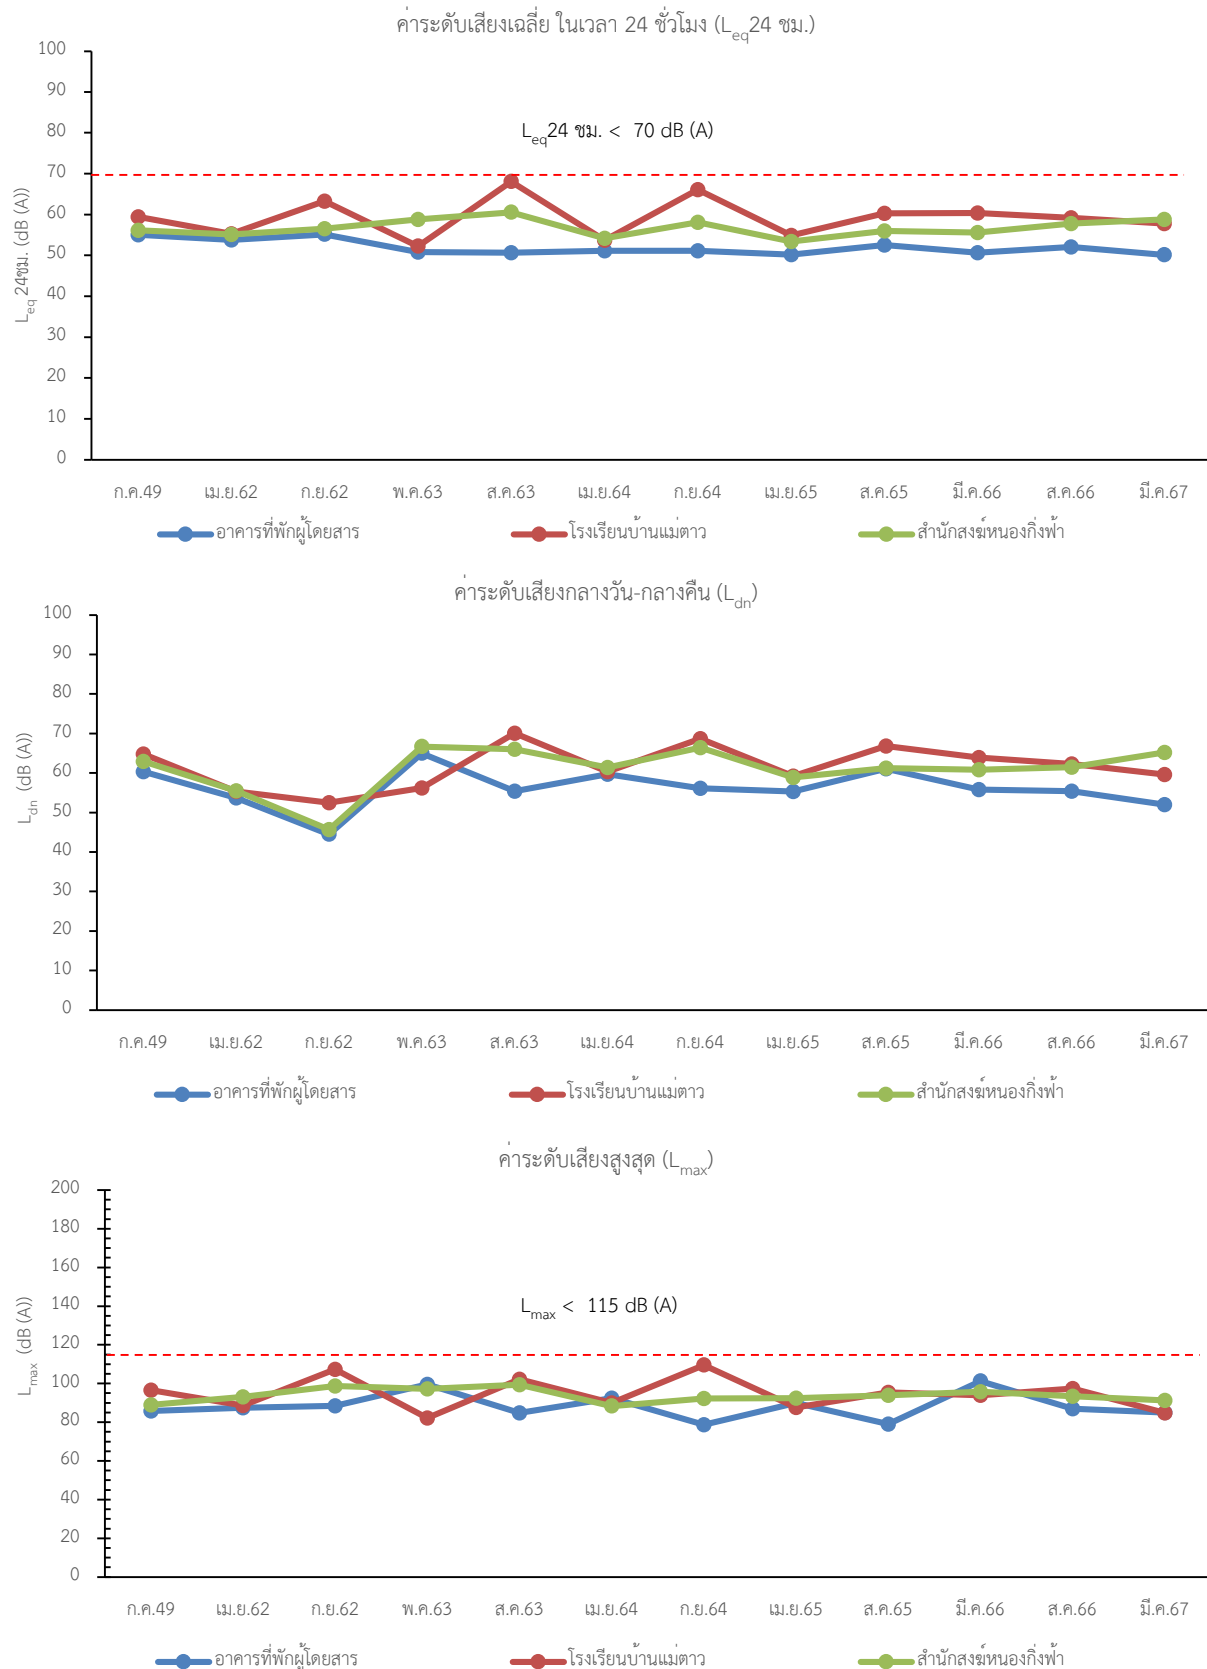 ค่าระดับเสียงเฉลี่ย ในเวลา 24 ชั่วโมง (Leq24 ชม.)
100
90
80
70
60
50
40
30
20
10
0
Leq 24ชม. (dB (A))
Leq24 ชม. < 70 dB (A)
ก.ค.49 เม.ย.62 ก.ย.62 พ.ค.63 ส.ค.63 เม.ย.64 ก.ย.64 เม.ย.65 ส.ค.65 มี.ค.66 ส.ค.66 มี.ค.67
อาคารที่พักผู้โดยสาร โรงเรียนบ้านแม่ตาว สำนักสงฆ์หนองกิ่งฟ้า
ค่าระดับเสียงกลางวัน-กลางคืน (Ldn)
100
90
80
70
60
50
40
30
20
10
0
Ldn (dB (A))
ก.ค.49 เม.ย.62 ก.ย.62 พ.ค.63 ส.ค.63 เม.ย.64 ก.ย.64 เม.ย.65 ส.ค.65 มี.ค.66 ส.ค.66 มี.ค.67
อาคารที่พักผู้โดยสาร โรงเรียนบ้านแม่ตาว สำนักสงฆ์หนองกิ่งฟ้า
ค่าระดับเสียงสูงสุด (Lmax)
200
180
160
140
120
100
80
60
40
20
0
Lmax (dB (A))
Lmax < 115 dB (A)
ก.ค.49 เม.ย.62 ก.ย.62 พ.ค.63 ส.ค.63 เม.ย.64 ก.ย.64 เม.ย.65 ส.ค.65 มี.ค.66 ส.ค.66 มี.ค.67
อาคารที่พักผู้โดยสาร โรงเรียนบ้านแม่ตาว สำนักสงฆ์หนองกิ่งฟ้า